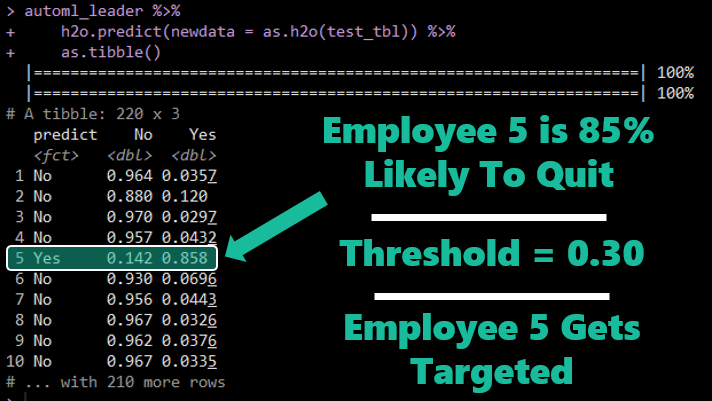 > automl_leader %>%
+     h2o.predict(newdata = as.h2o(test_tbl)) %>%
+     as.tibble()
|======================================================================| 100%
|======================================================================| 100%
# A tibble: 220 x 3
predict No Yes
<fct> <dbl> <dbl>
1 No 0.964 0.0357
2 No 0.880 0.120
3 No 0.970 0.0297
4 No 0.957 0.0432
5 Yes 0.142 0.858
6 No 0.930 0.0696
7 No 0.956 0.0443
8 No 0.967 0.0326
9 No 0.962 0.0376
10 No 0.967 0.0335
# ... with 210 more rows
>
Employee 5 is 85%
Likely To Quit
Threshold = 0.30
Employee 5 Gets
Targeted